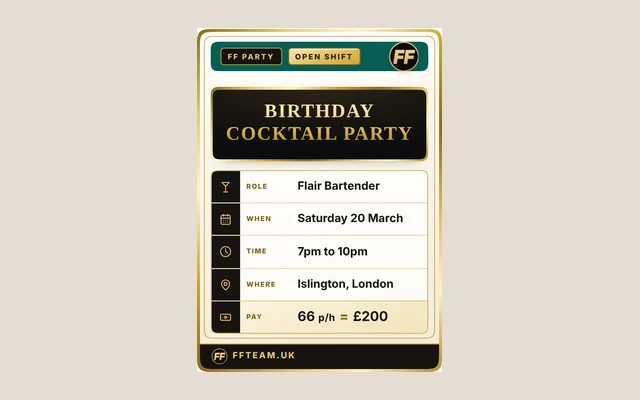 FF PARTY
OPEN SHIFT
FF
BIRTHDAY
COCKTAIL PARTY
ROLE Flair Bartender
WHEN Saturday 20 March
TIME 7pm to 10pm
WHERE Islington, London
PAY 66 p/h = £200
FF FFTEAM.UK